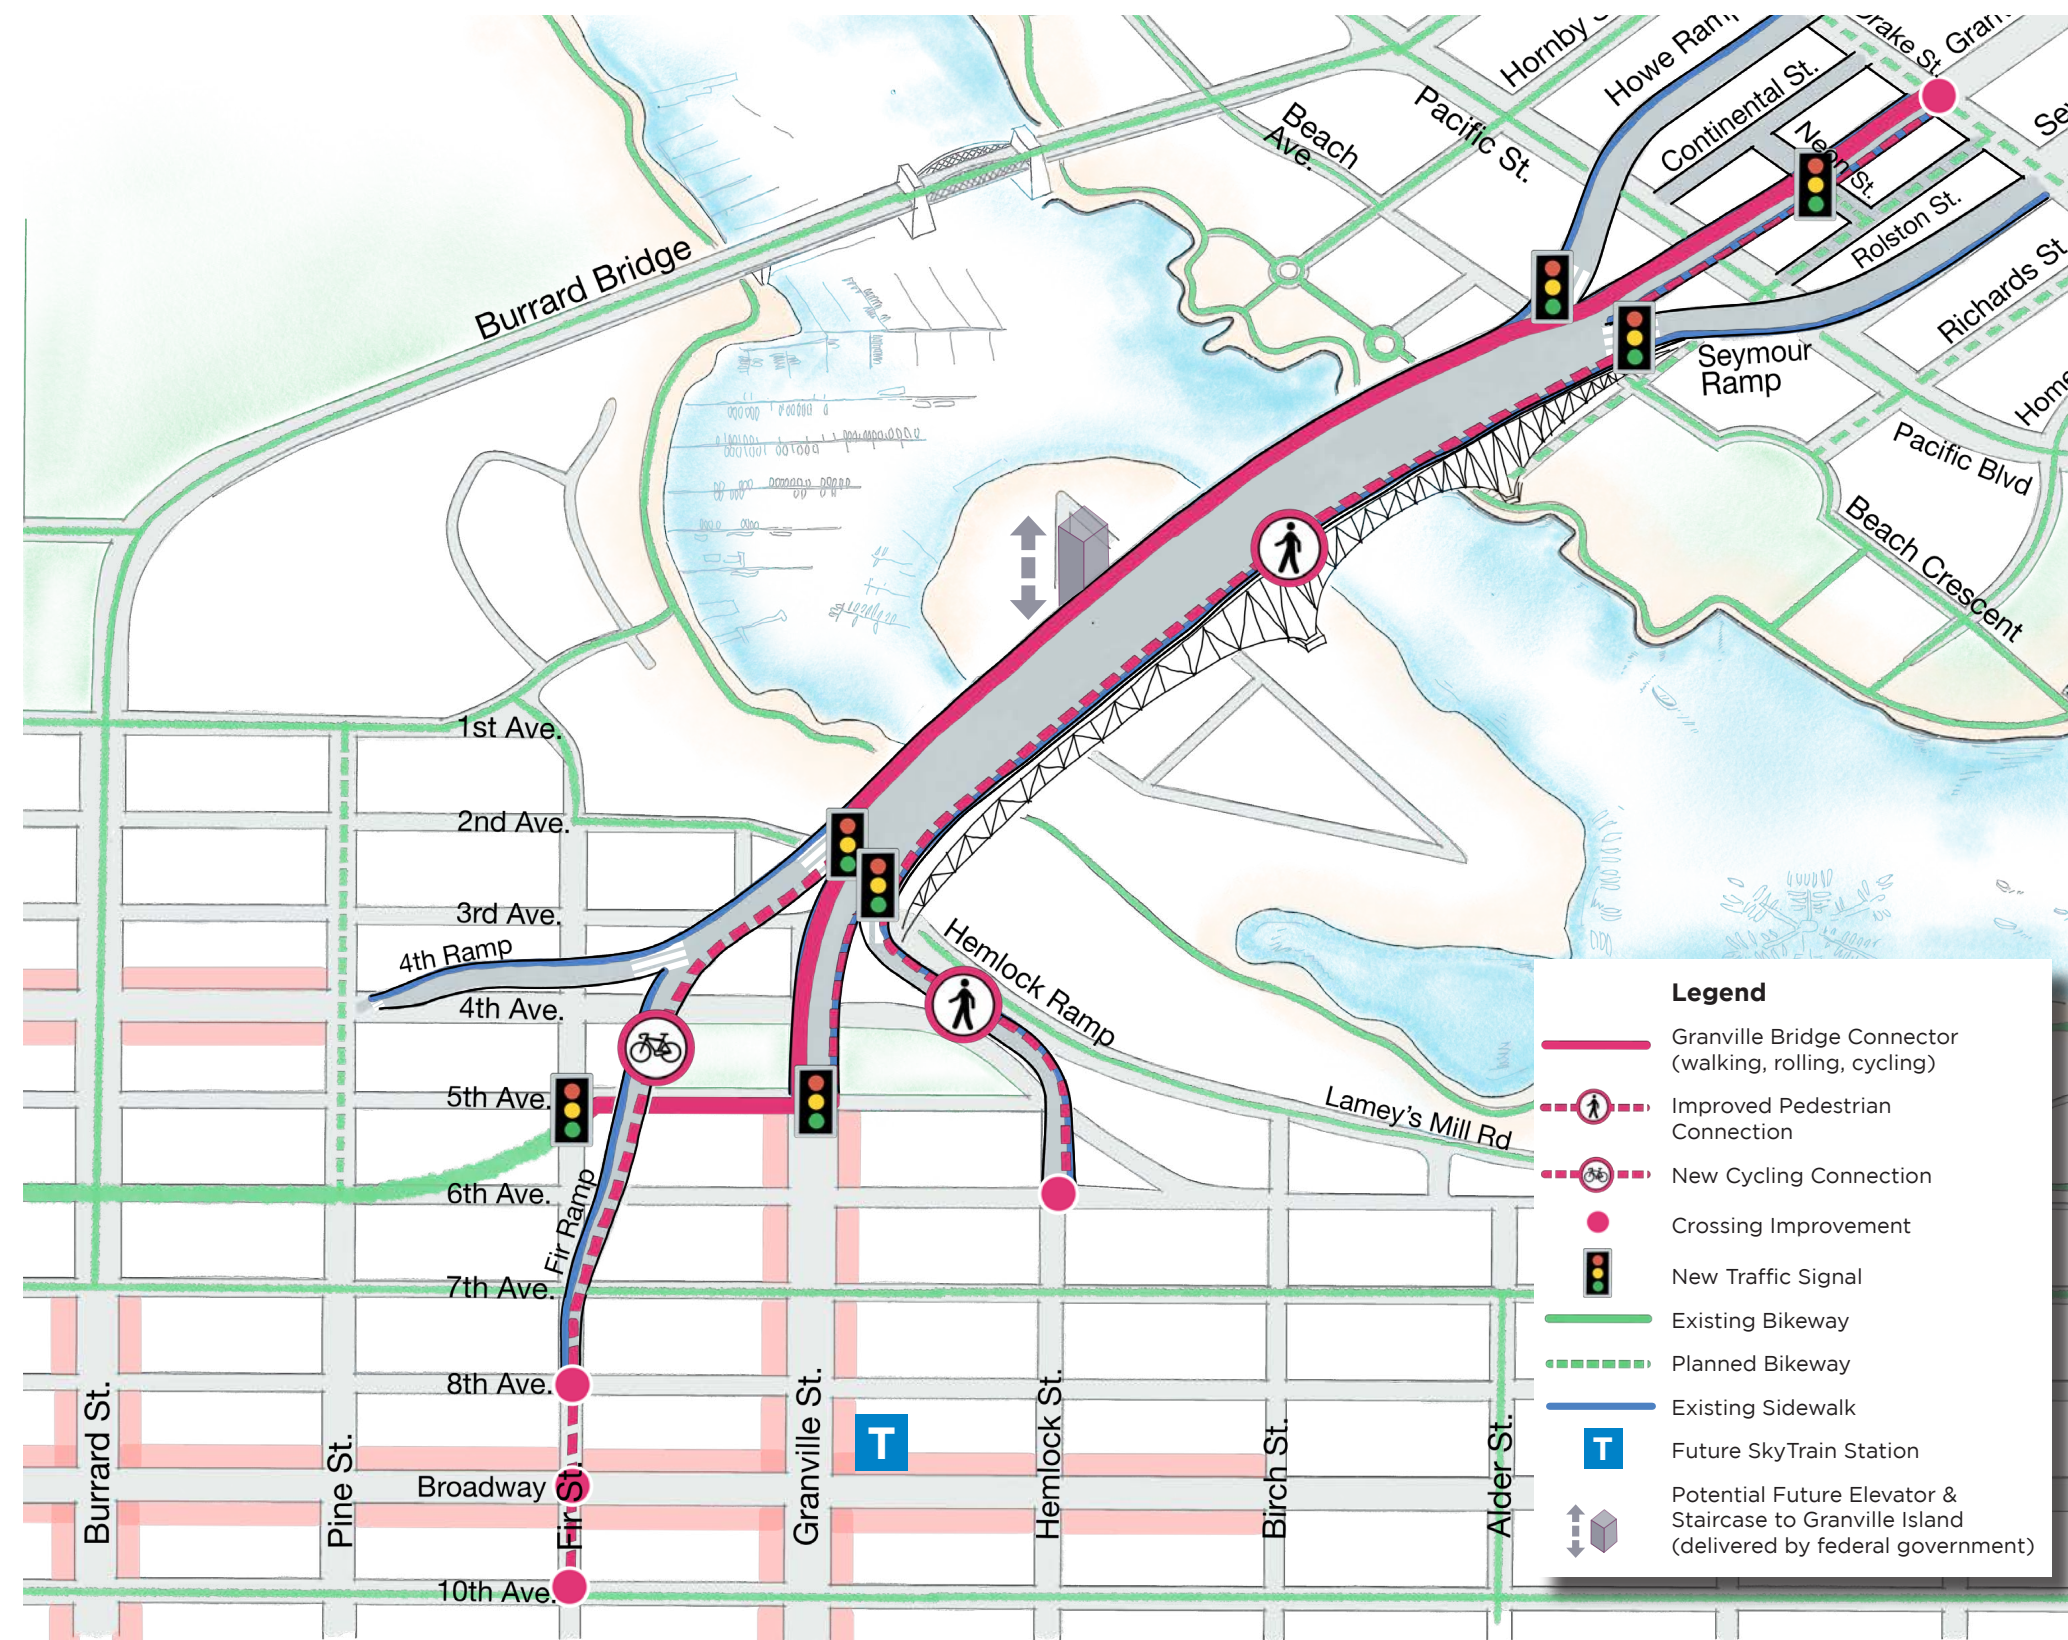 Hornby
Howe Ramp
Drake St.
Continental St.
Neon St.
Beach
Ave.
Pacific St.
Rolston St.
Richards St
Burrard Bridge
Seymour
Ramp
Pacific Blvd
Beach Crescent
1st Ave.
2nd Ave.
3rd Ave.
4th Ramp
4th Ave.
Hemlock Ramp
5th Ave.
Lamey's Mill Rd
6th Ave.
Fir Ramp
7th Ave.
8th Ave.
Broadway
10th Ave.
Burrard St.
Pine St.
Fir St.
Granville St.
T
Hemlock St.
Birch St.
Alder St.
Legend
Granville Bridge Connector
(walking, rolling, cycling)
Improved Pedestrian
Connection
New Cycling Connection
Crossing Improvement
New Traffic Signal
Existing Bikeway
Planned Bikeway
Existing Sidewalk
T
Future SkyTrain Station
Potential Future Elevator &
Staircase to Granville Island
(delivered by federal government)